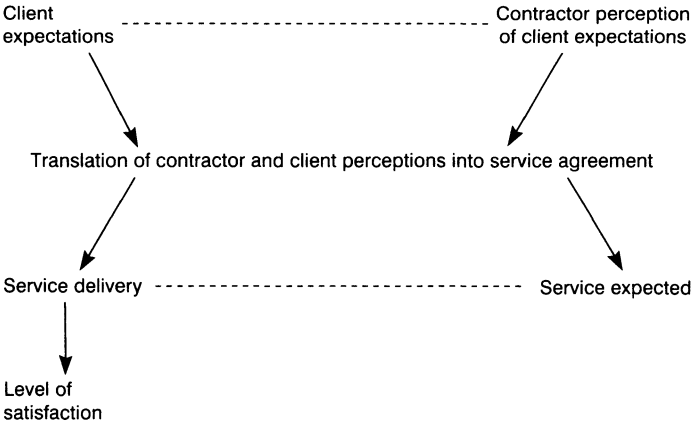 Client
expectations
Contractor perception
of client expectations
Translation of contractor and client perceptions into service agreement
Service delivery
Service expected
Level of
satisfaction